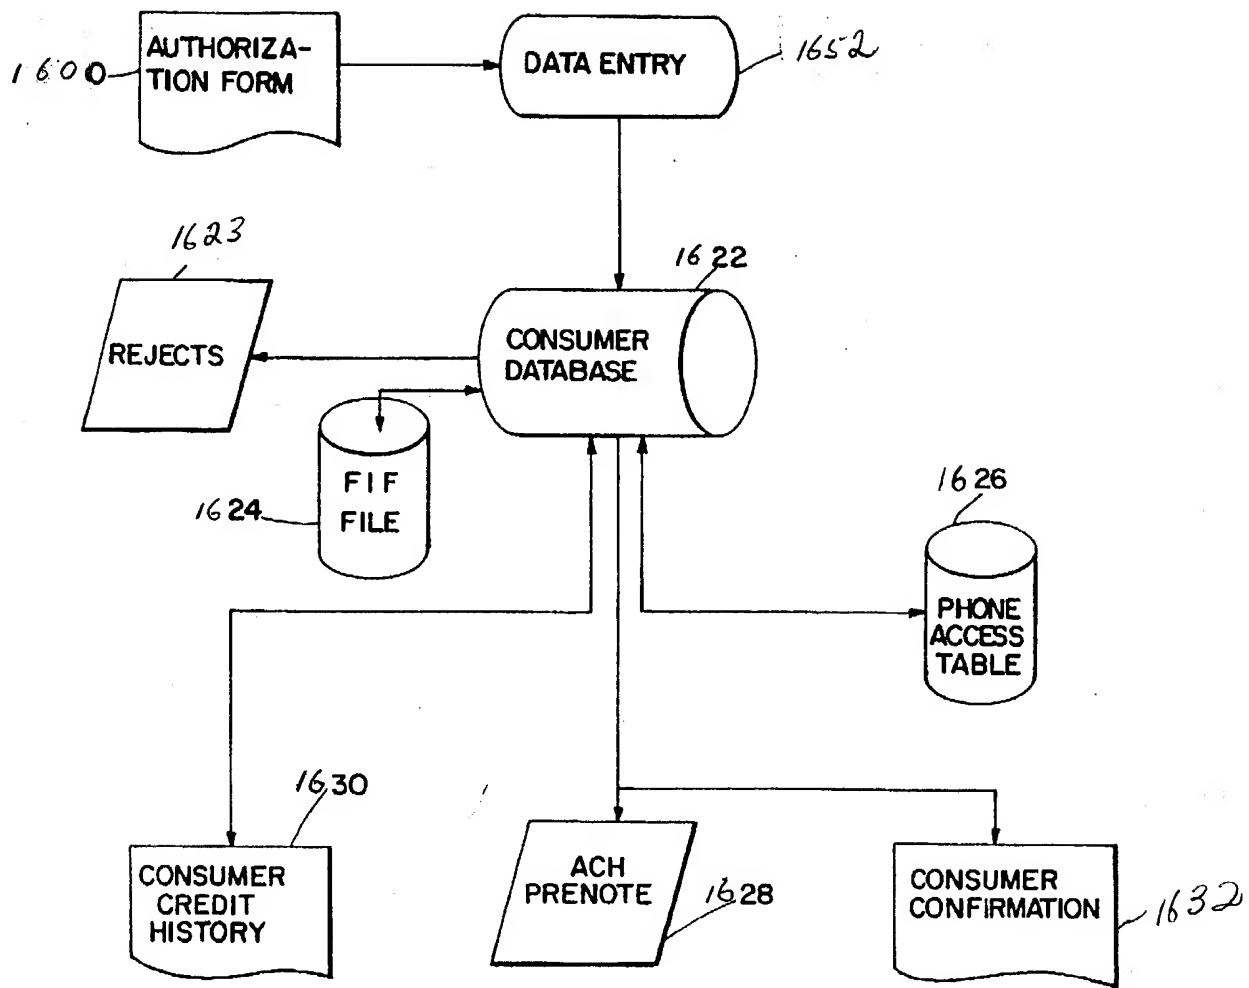 1600
AUTHORIZA-
TION FORM
DATA ENTRY
1652
1623
REJECTS
1622
CONSUMER
DATABASE
FIF
FILE
1624
1626
PHONE
ACCESS
TABLE
1630
CONSUMER
CREDIT
HISTORY
ACH
PRENOTE
1628
CONSUMER
CONFIRMATION
1632